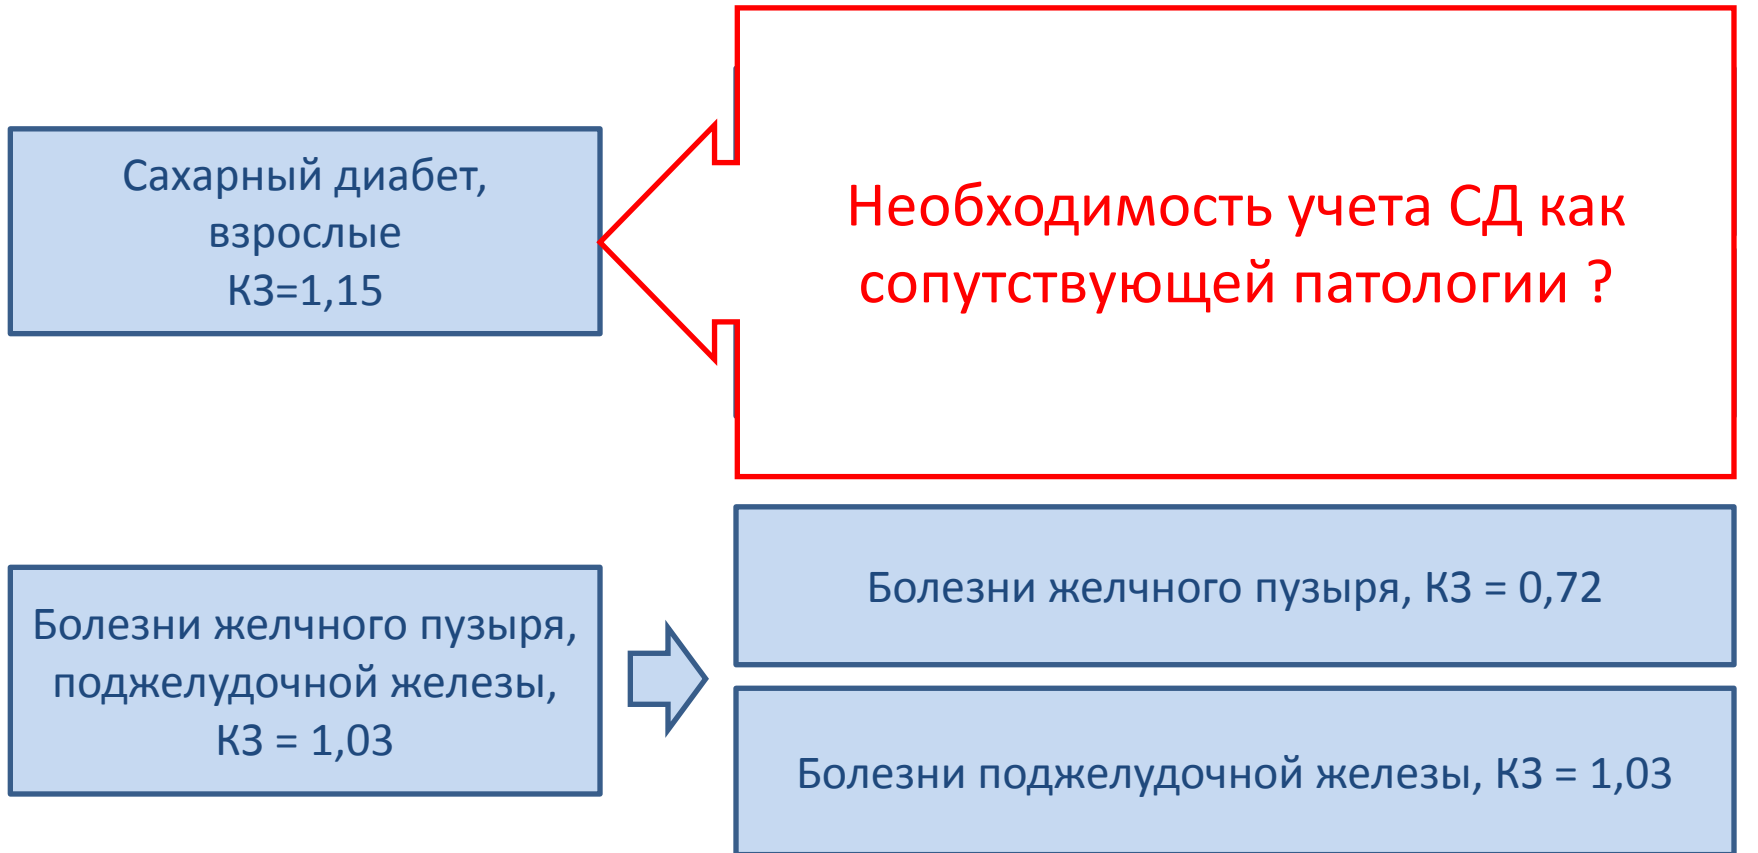 Сахарный диабет,
взрослые
КЗ=1,15
Необходимость учета СД как
сопутствующей патологии ?
Болезни желчного пузыря,
поджелудочной железы,
КЗ = 1,03
Болезни желчного пузыря, КЗ = 0,72
Болезни поджелудочной железы, КЗ = 1,03